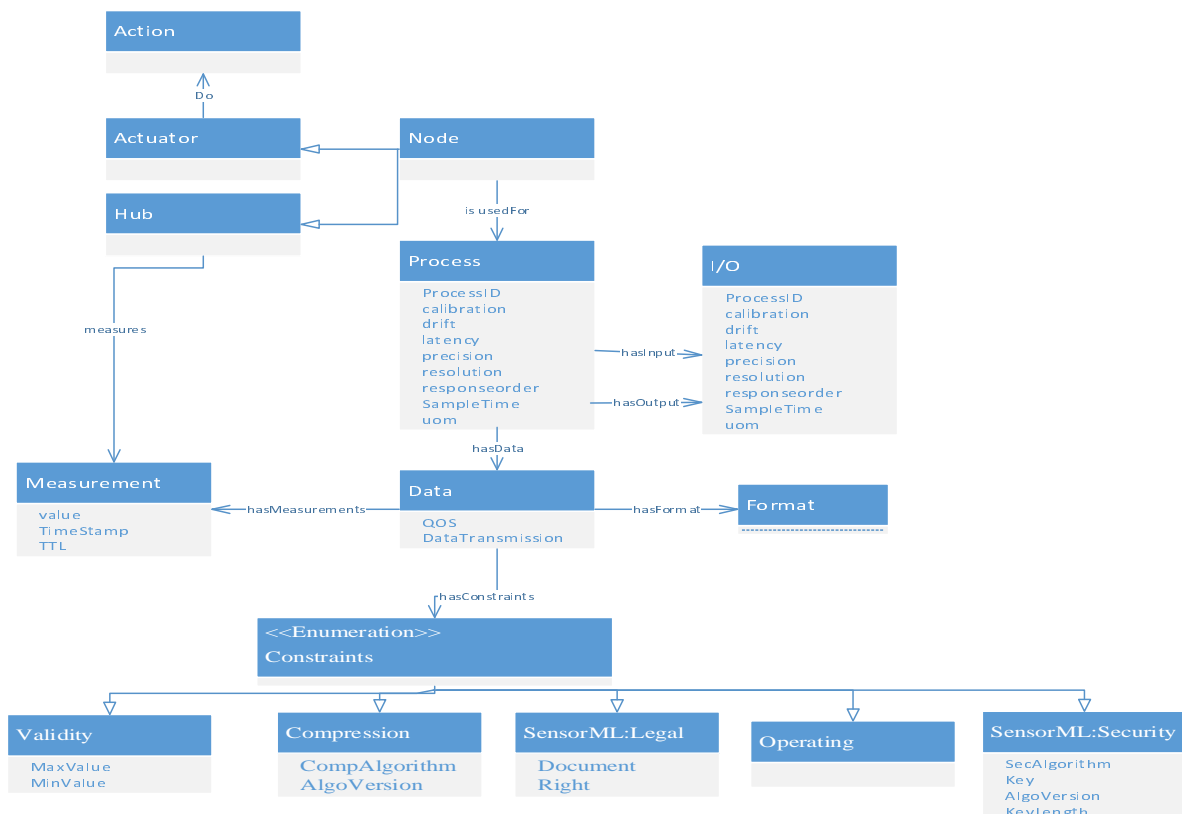 Action
Do
Actuator
Node
Hub
is usedFor
Process
ProcessID
calibration
drift
latency
precision
resolution
responseorder
SampleTime
uom
I/O
ProcessID
calibration
drift
latency
precision
resolution
responseorder
SampleTime
uom
measures
hasInput
hasOutput
hasData
Measurement
value
TimeStamp
TTL
hasMeasurements
Data
QOS
DataTransmission
hasFormat
Format
hasConstraints
<<Enumeration>>
Constraints
Validity
MaxValue
MinValue
Compression
CompAlgorithm
AlgoVersion
SensorML:Legal
Document
Right
Operating
SensorML:Security
SecAlgorithm
Key
AlgoVersion
KeyLength